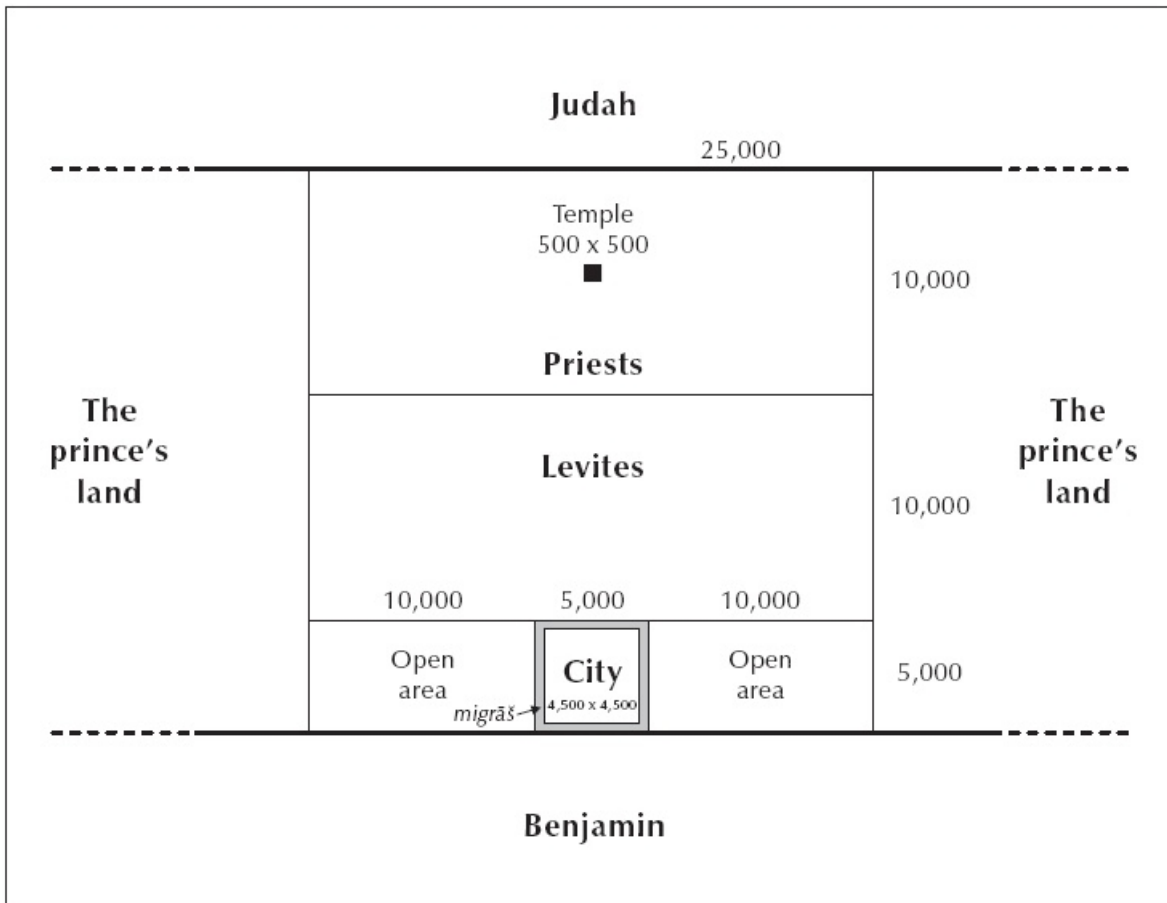 Judah
25,000
Temple
500 x 500
10,000
Priests
The
prince’s
land
The
prince’s
land
Levites
10,000
10,000
5,000
10,000
Open
area
City
4,500 x 4,500
migrāš
Open
area
5,000
Benjamin